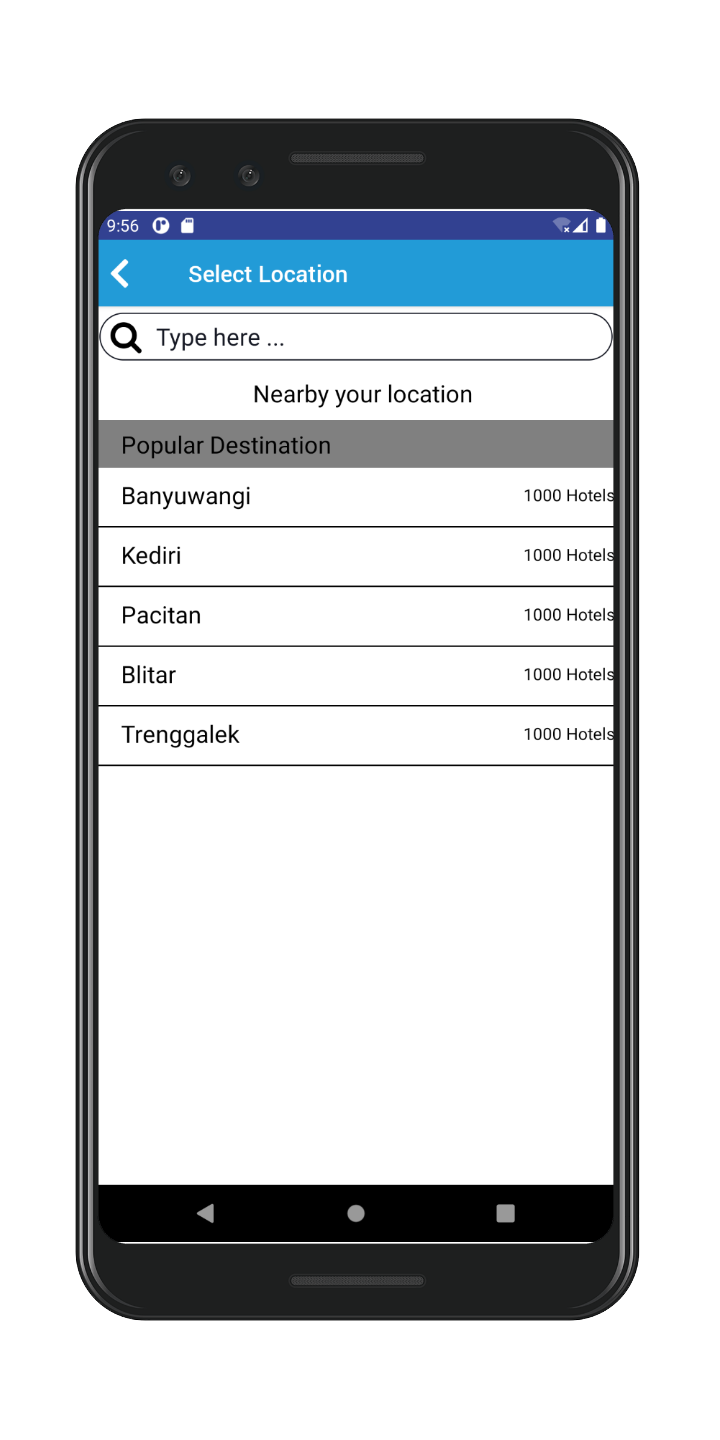 9:56
Select Location
Type here ...
Nearby your location
Popular Destination
Banyuwangi 1000 Hotels
Kediri 1000 Hotels
Pacitan 1000 Hotels
Blitar 1000 Hotels
Trenggalek 1000 Hotels